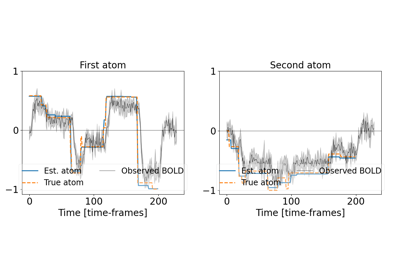 First atom
Second atom
1
0
−1
Est. atom
True atom
Observed BOLD
0
100
200
Time [time-frames]
1
0
−1
Est. atom
True atom
Observed BOLD
0
100
200
Time [time-frames]